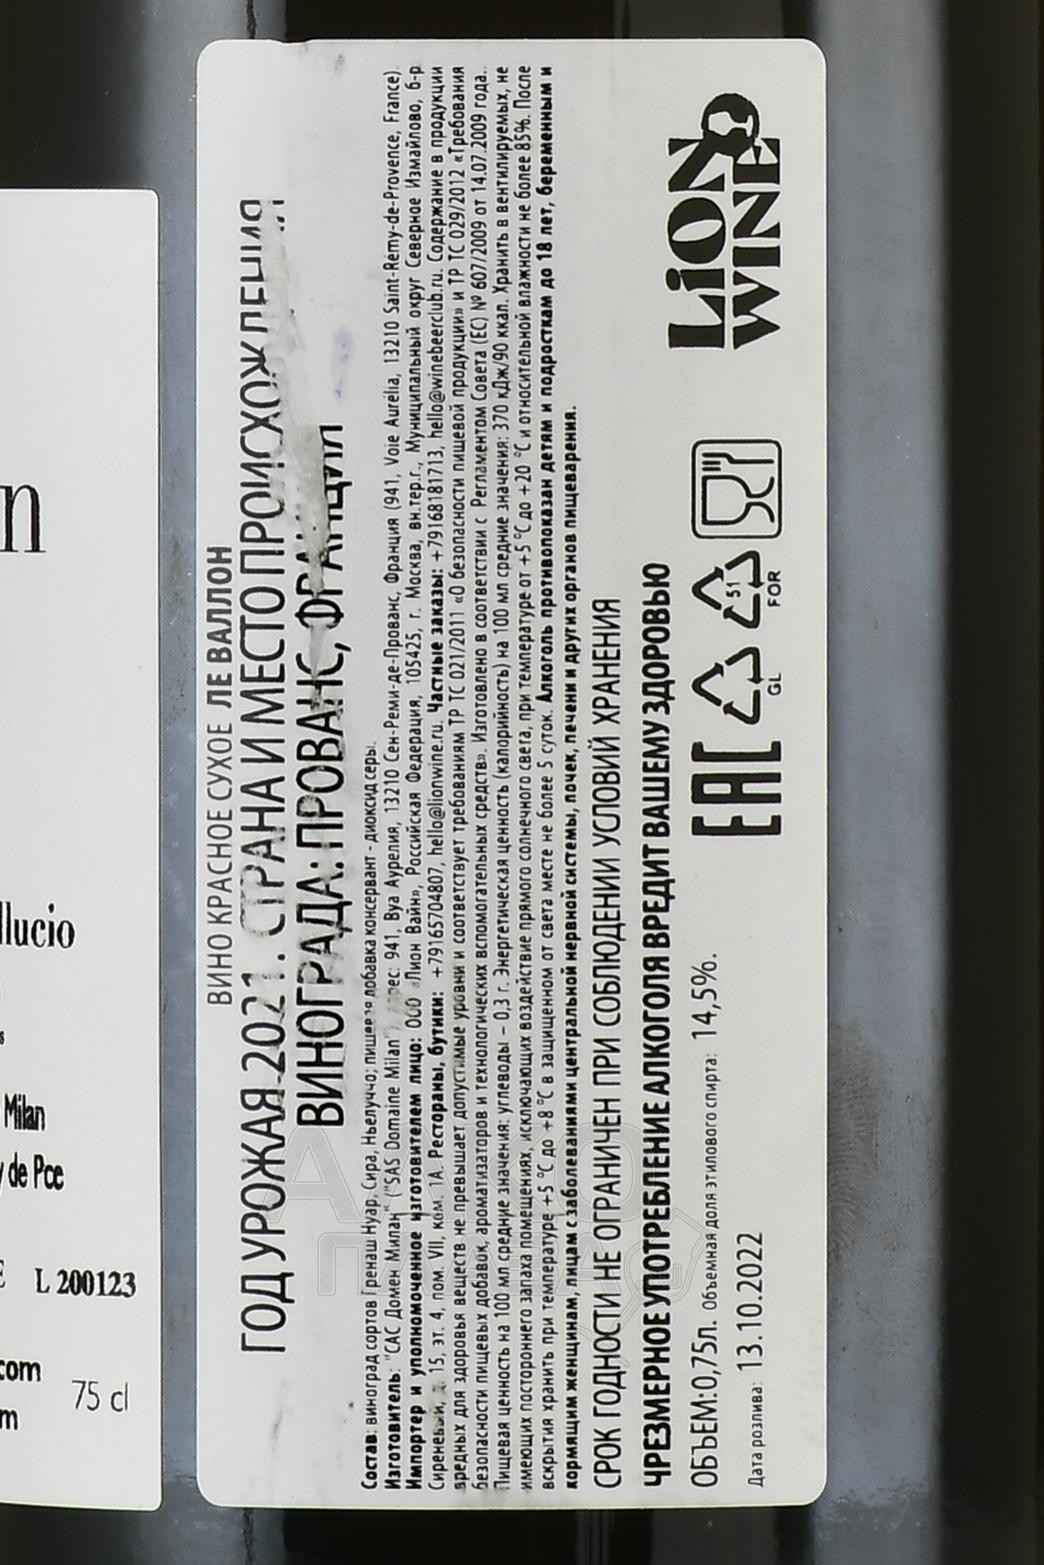 n
llucio
s
Milan
y de Pce
E L 200123
.com
m
75 cl
ВИНО КРАСНОЕ СУХОЕ ЛЕ ВАЛЛОН
ГОД УРОЖАЯ 2021. СТРАНА И МЕСТО ПРОИСХОЖДЕНИЯ
ВИНОГРАДА: ПРОВАНС, ФРАНЦИЯ
Состав: виноград сортов Гренаш Нуар, Сира, Ньелуччо; пищевая добавка консервант - диоксид серы.
Изготовитель: "САС Домен Милан" ("SAS Domaine Milan"), адрес: 941, Вуа Аурелия, 13210 Сен-Реми-де-Прованс, Франция (941, Voie Aurelia, 13210 Saint-Remy-de-Provence, France).
Импортер и уполномоченное изготовителем лицо: ООО «Лион Вайн», Российская Федерация, 105425, г. Москва, вн.тер.г., Муниципальный округ Северное Измайлово, б-р
Сиреневый, д. 15, эт. 4, пом. VII, ком. 1А. Рестораны, бутики: +79165704807, hello@lionwine.ru. Частные заказы: +79168181713, hello@winebeerclub.ru. Содержание в продукции
вредных для здоровья веществ не превышает допустимые уровни и соответствует требованиям ТР ТС 021/2011 «О безопасности пищевой продукции» и ТР ТС 029/2012 «Требования
безопасности пищевых добавок, ароматизаторов и технологических вспомогательных средств». Изготовлено в соответствии с Регламентом Совета (ЕС) № 607/2009 от 14.07.2009 года.
Пищевая ценность на 100 мл средние значения: углеводы – 0,3 г. Энергетическая ценность (калорийность) на 100 мл средние значения: 370 кДж/90 ккал. Хранить в вентилируемых, не
имеющих постороннего запаха помещениях, исключающих воздействие прямого солнечного света, при температуре от +5 °С до +20 °С и относительной влажности не более 85%. После
вскрытия хранить при температуре +5 °С до +8 °С в защищенном от света месте не более 5 суток. Алкоголь противопоказан детям и подросткам до 18 лет, беременным и
кормящим женщинам, лицам с заболеваниями центральной нервной системы, почек, печени и других органов пищеварения.
СРОК ГОДНОСТИ НЕ ОГРАНИЧЕН ПРИ СОБЛЮДЕНИИ УСЛОВИЙ ХРАНЕНИЯ
ЧРЕЗМЕРНОЕ УПОТРЕБЛЕНИЕ АЛКОГОЛЯ ВРЕДИТ ВАШЕМУ ЗДОРОВЬЮ
ОБЪЕМ:0,75л. Объемная доля этилового спирта: 14,5%.
Дата розлива: 13.10.2022
EAC
GL
51
FOR
LiON
WINE